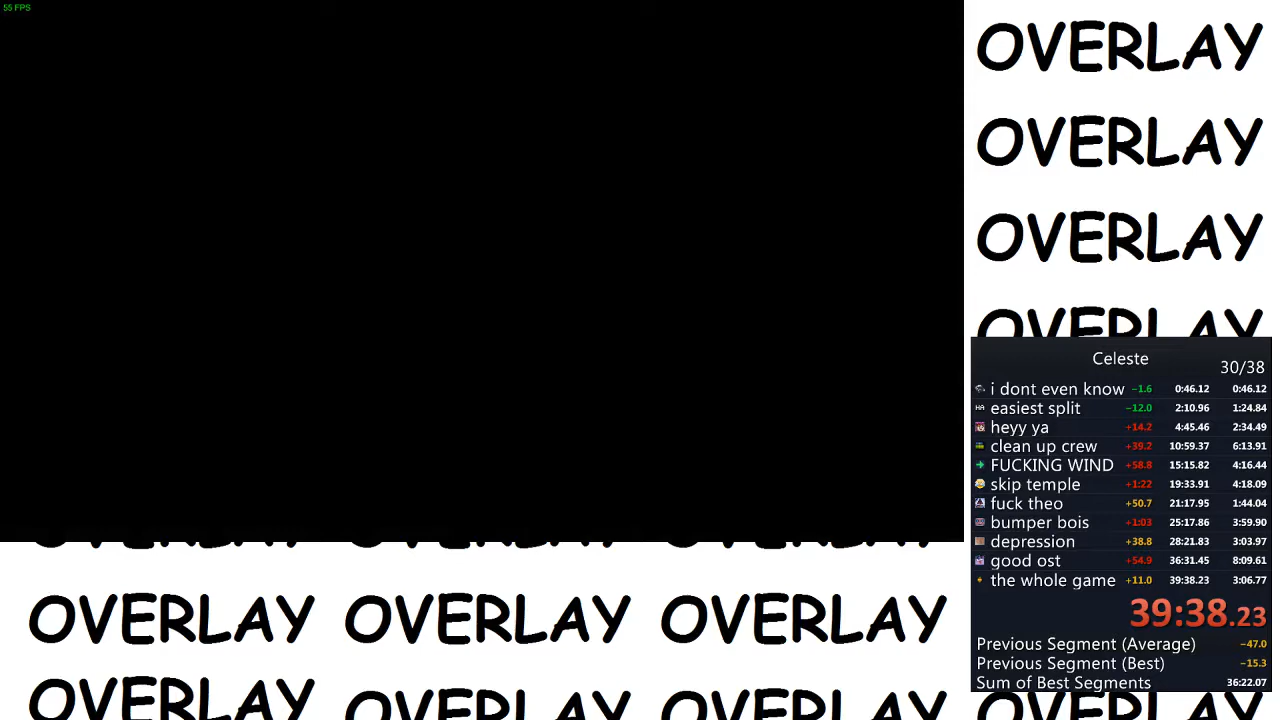 55 FPS
OVERLAY
OVERLAY
OVERLAY
OVERLAY
Celeste
30/38
i dont even know −1.6 0:46.12 0:46.12
HA easiest split −12.0 2:10.96 1:24.84
heyy ya +14.2 4:45.46 2:34.49
clean up crew +39.2 10:59.37 6:13.91
FUCKING WIND +58.8 15:15.82 4:16.44
skip temple +1:22 19:33.91 4:18.09
fuck theo +50.7 21:17.95 1:44.04
bumper bois +1:03 25:17.86 3:59.90
depression +38.8 28:21.83 3:03.97
good ost +54.9 36:31.45 8:09.61
the whole game +11.0 39:38.23 3:06.77
39:38.23
Previous Segment (Average) −47.0
Previous Segment (Best) −15.3
Sum of Best Segments 36:22.07
OVERLAY OVERLAY OVERLAY
OVERLAY OVERLAY OVERLAY